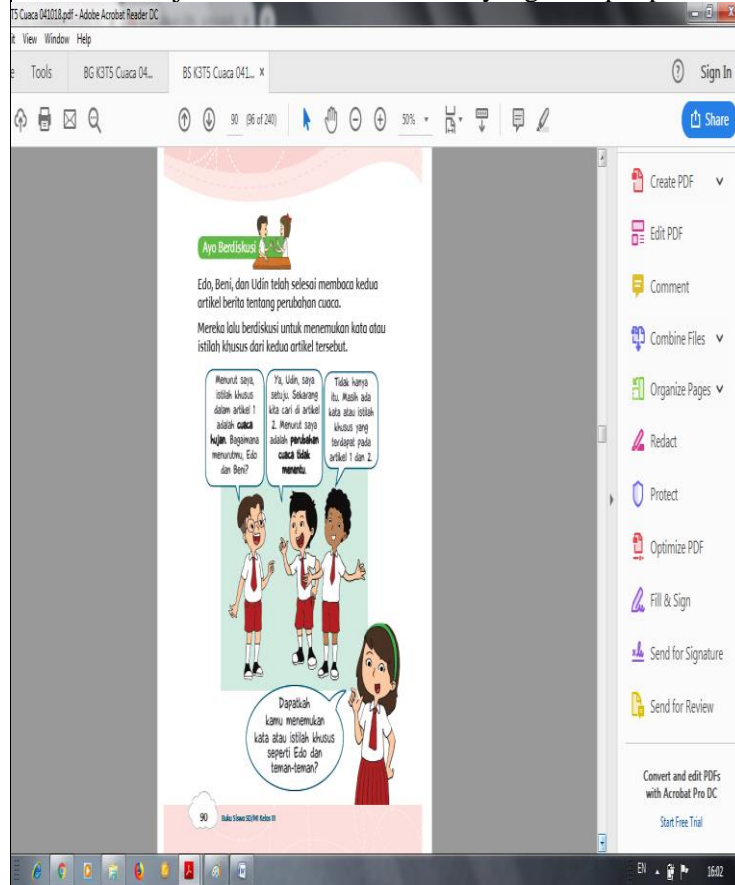 T5 Cuaca 041018.pdf - Adobe Acrobat Reader DC
it View Window Help
e Tools BG K3T5 Cuaca 04... BS K3T5 Cuaca 041... × ? Sign In
90 (96 of 240) 50% Share
Ayo Berdiskusi
Edo, Beni, dan Udin telah selesai membaca kedua
artikel berita tentang perubahan cuaca.
Mereka lalu berdiskusi untuk menemukan kata atau
istilah khusus dari kedua artikel tersebut.
Menurut saya,
istilah khusus
dalam artikel 1
adalah cuaca
hujan. Bagaimana
menurutmu, Edo
dan Beni?
Ya, Udin, saya
setuju. Sekarang
kita cari di artikel
2. Menurut saya
adalah perubahan
cuaca tidak
menentu.
Tidak hanya
itu. Masih ada
kata atau istilah
khusus yang
terdapat pada
artikel 1 dan 2.
Dapatkah
kamu menemukan
kata atau istilah khusus
seperti Edo dan
teman-teman?
90 Buku Siswa SD/MI Kelas III
Create PDF
Edit PDF
Comment
Combine Files
Organize Pages
Redact
Protect
Optimize PDF
Fill & Sign
Send for Signature
Send for Review
Convert and edit PDFs
with Acrobat Pro DC
Start Free Trial
EN 16:02